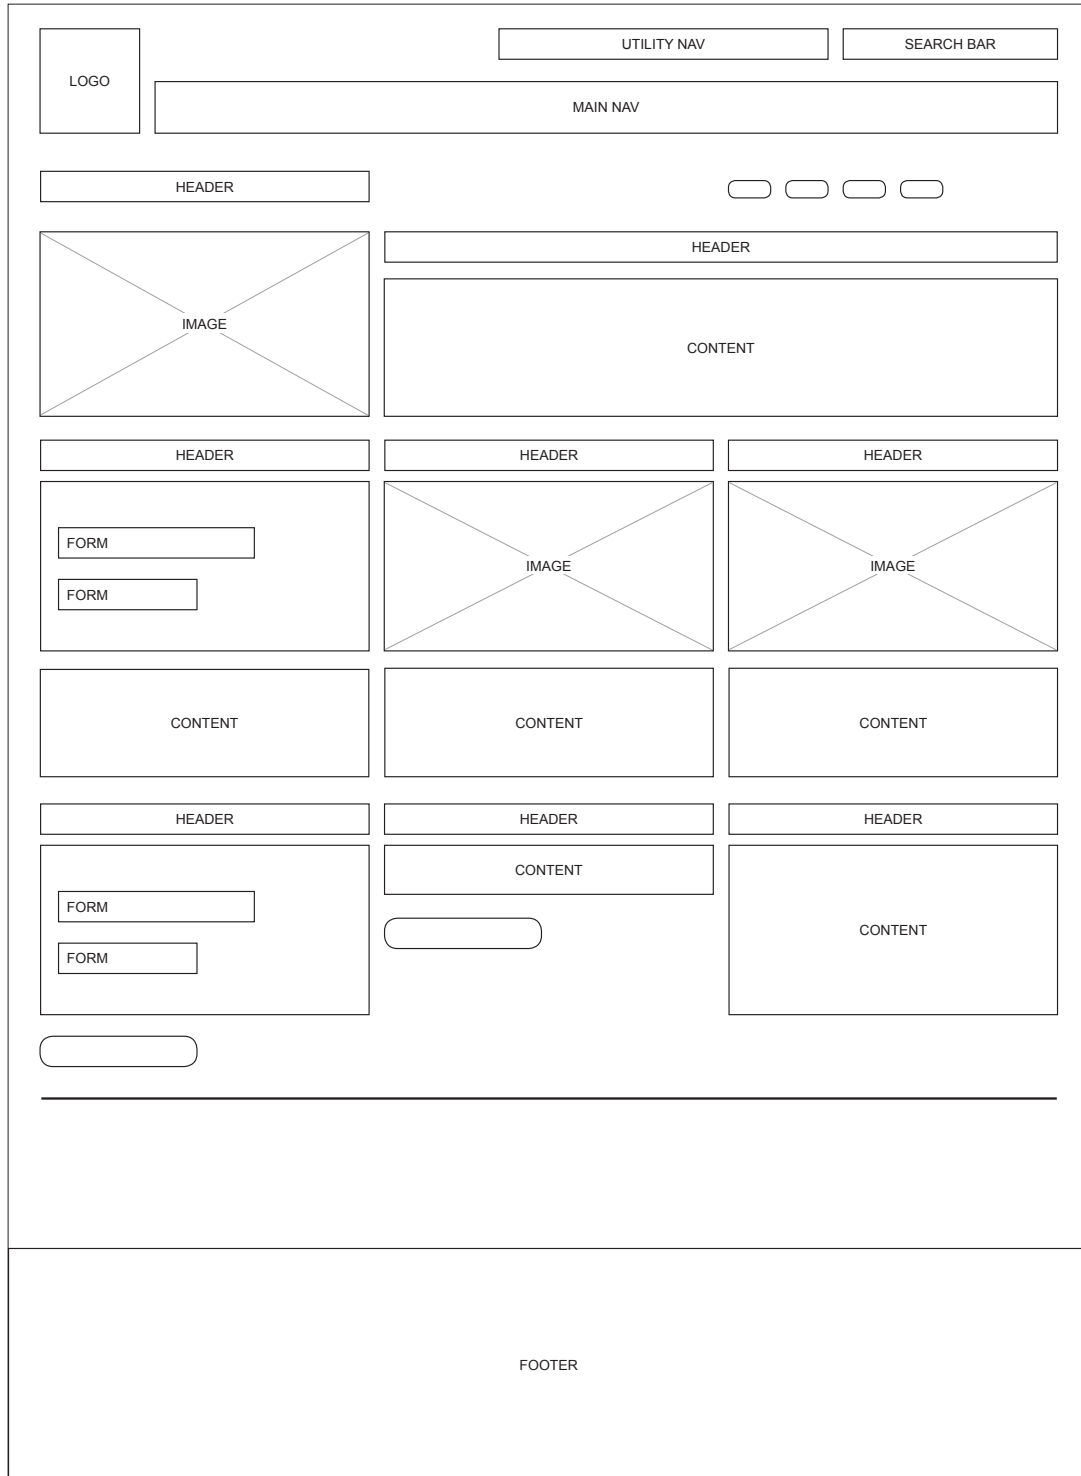 UTILITY NAV
SEARCH BAR
LOGO
MAIN NAV
HEADER
HEADER
IMAGE
CONTENT
HEADER
HEADER
HEADER
FORM
FORM
IMAGE
IMAGE
CONTENT
CONTENT
CONTENT
HEADER
HEADER
HEADER
FORM
FORM
CONTENT
CONTENT
FOOTER